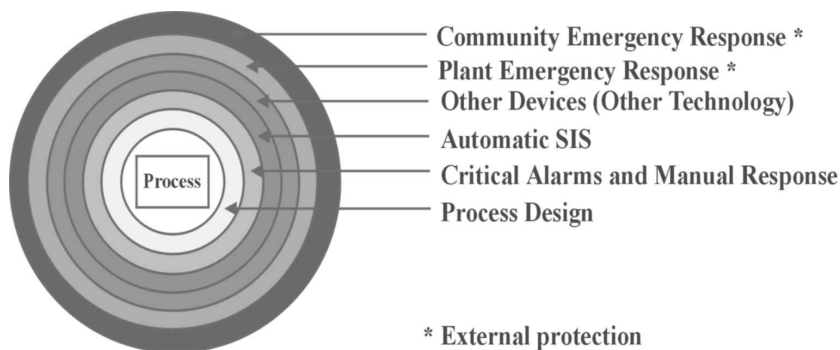 Community Emergency Response *
Plant Emergency Response *
Other Devices (Other Technology)
Automatic SIS
Critical Alarms and Manual Response
Process
Process Design
* External protection